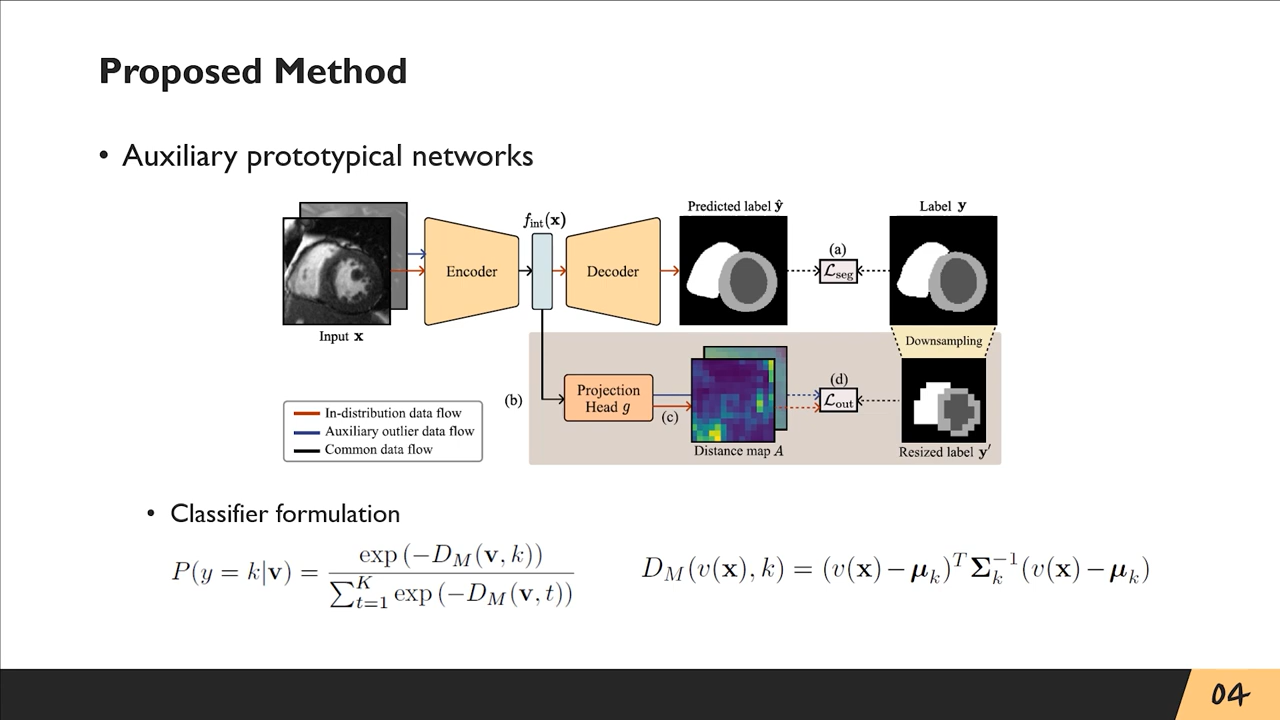 Proposed Method
• Auxiliary prototypical networks
Predicted label ŷ
Label y
f_int(x)
(a)
Encoder
Decoder
L_seg
Input x
Downsampling
(b)
Projection
Head g
(c)
(d)
L_out
In-distribution data flow
Auxiliary outlier data flow
Common data flow
Distance map A
Resized label y′
• Classifier formulation
P(y = k|v) = exp (−D_M(v, k)) / ∑_{t=1}^{K} exp (−D_M(v, t))
D_M(v(x), k) = (v(x) − μ_k)^T Σ_k^{−1} (v(x) − μ_k)
04